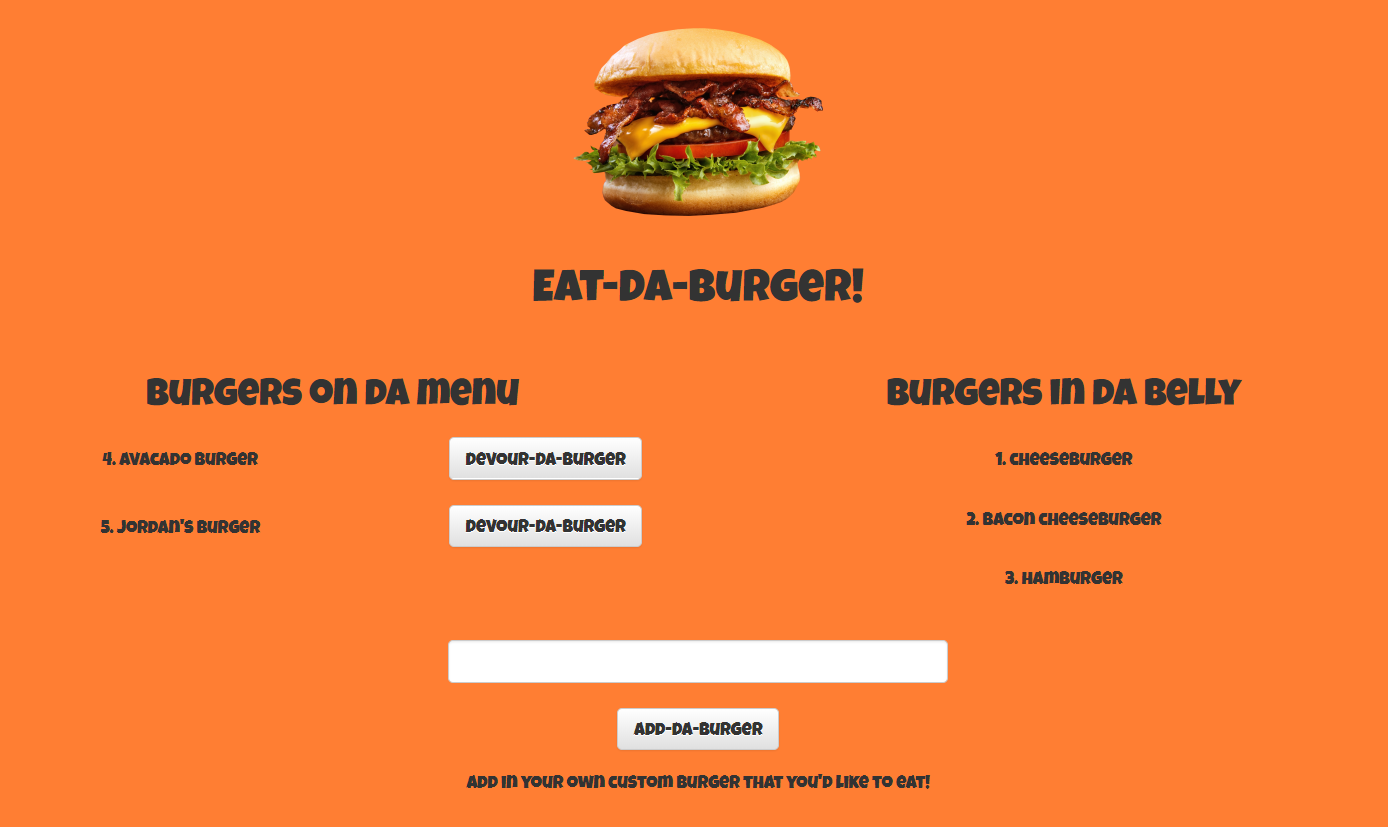 EAT-DA-BURGER!
BURGERS ON DA MENU
4. AVACADO BURGER
DEVOUR-DA-BURGER
5. JORDAN'S BURGER
DEVOUR-DA-BURGER
BURGERS IN DA BELLY
1. CHEESEBURGER
2. BACON CHEESEBURGER
3. HAMBURGER
ADD-DA-BURGER
ADD IN YOUR OWN CUSTOM BURGER THAT YOU'D LIKE TO EAT!